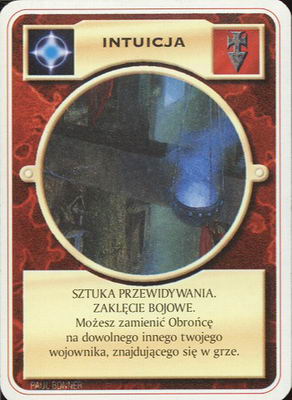 INTUICJA
SZTUKA PRZEWIDYWANIA.
ZAKLĘCIE BOJOWE.
Możesz zamienić Obrońcę
na dowolnego innego twojego
wojownika, znajdującego się w grze.
PAUL BONNER